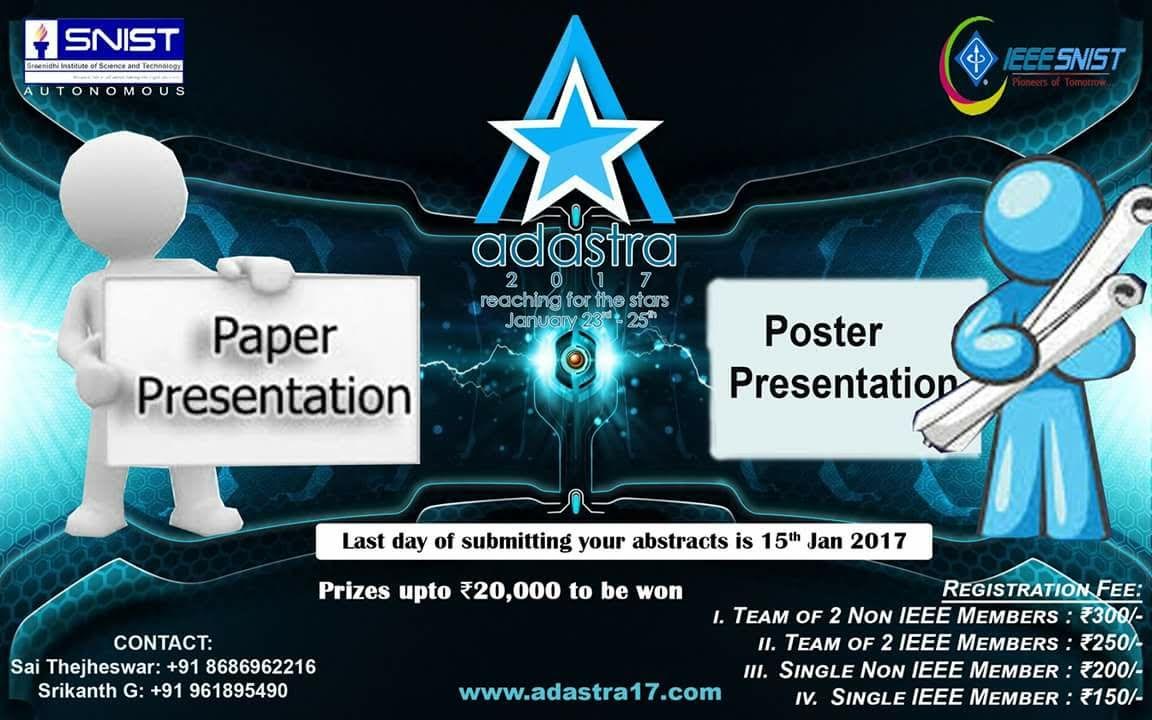 SNIST
Sreenidhi Institute of Science and Technology
AUTONOMOUS
IEEE SNIST
Pioneers of Tomorrow...
adastra
2 0 1 7
reaching for the stars
January 23rd - 25th
Paper
Presentation
Poster
Presentation
Last day of submitting your abstracts is 15th Jan 2017
Prizes upto ₹20,000 to be won
CONTACT:
Sai Thejheswar: +91 8686962216
Srikanth G: +91 961895490
www.adastra17.com
REGISTRATION FEE:
I. TEAM OF 2 NON IEEE MEMBERS : ₹300/-
II. TEAM OF 2 IEEE MEMBERS : ₹250/-
III. SINGLE NON IEEE MEMBER : ₹200/-
IV. SINGLE IEEE MEMBER : ₹150/-